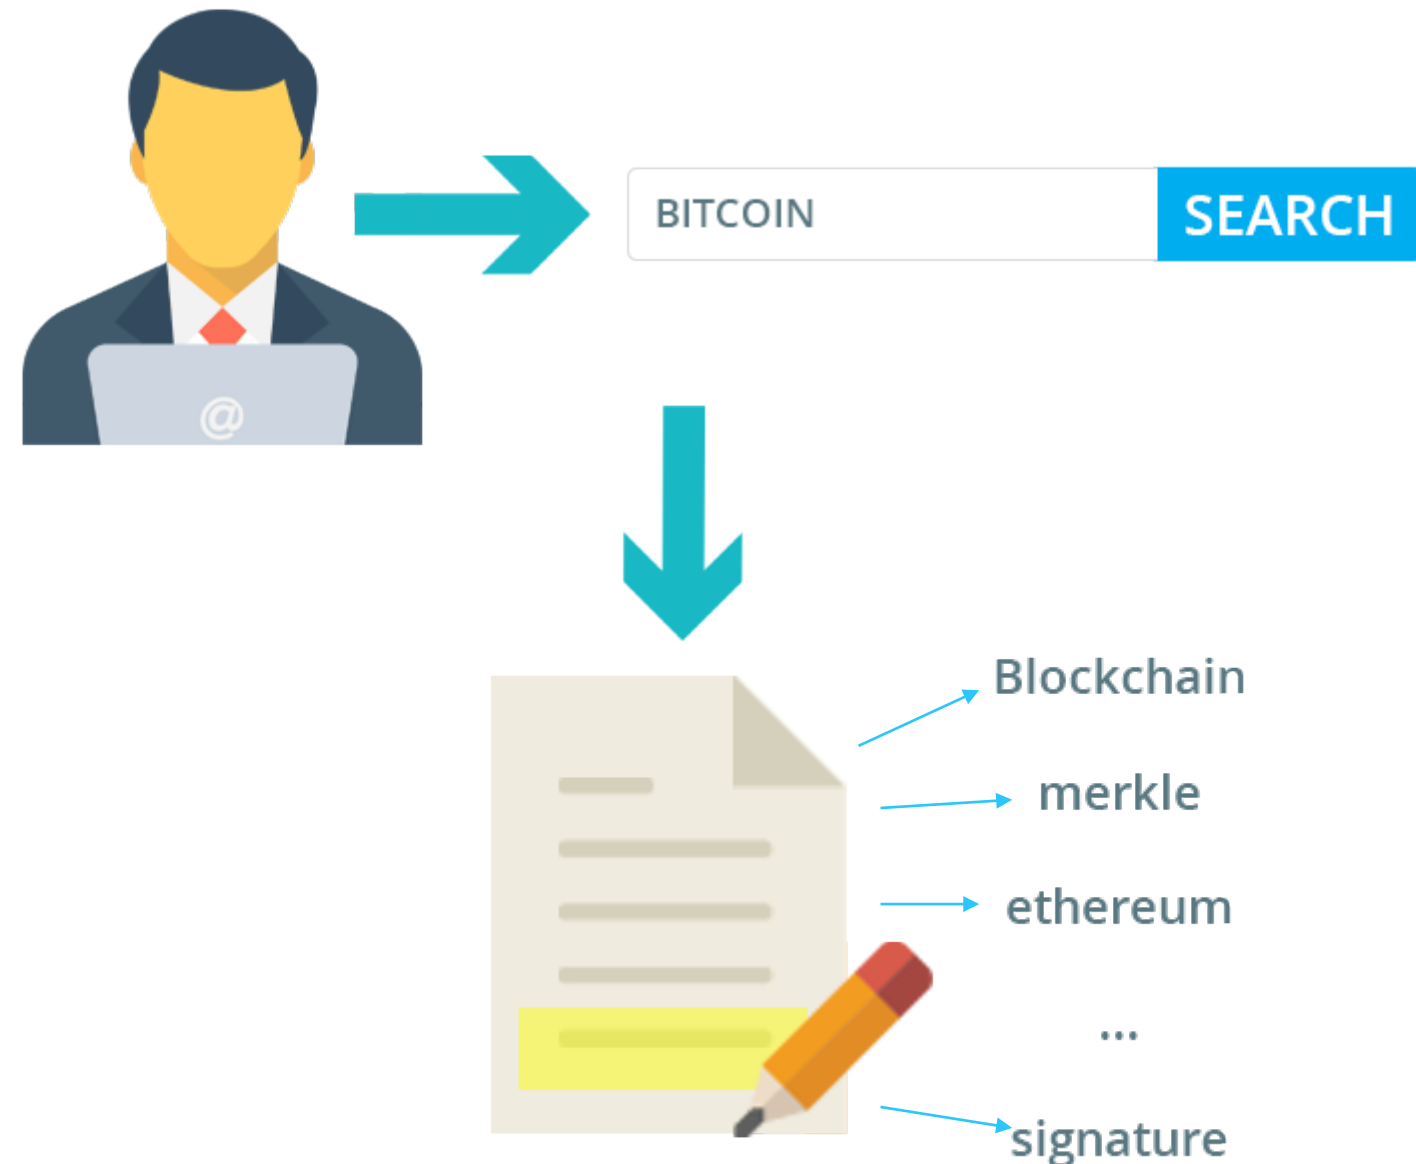 BITCOIN SEARCH
@
Blockchain
merkle
ethereum
...
signature